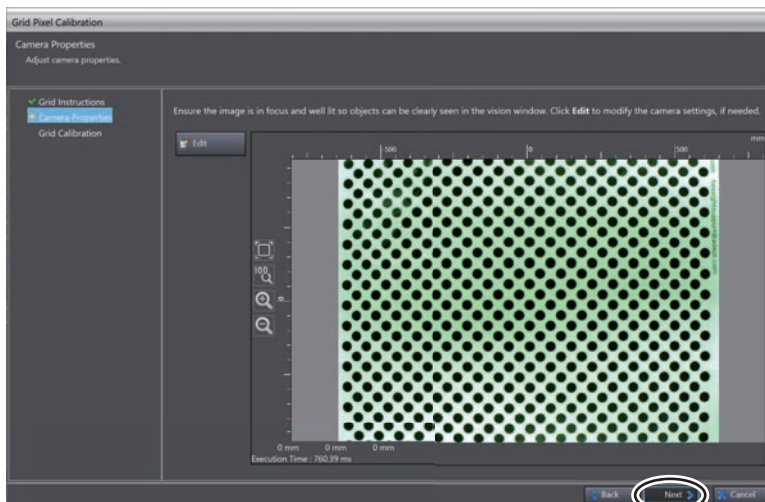 Grid Pixel Calibration
Camera Properties
Adjust camera properties.
Grid Instructions
Camera Properties
Grid Calibration
Ensure the image is in focus and well lit so objects can be clearly seen in the vision window. Click Edit to modify the camera settings, if needed.
Edit
mm
-500
0
500
100
0
0 mm 0 mm 0 mm
Execution Time : 760.39 ms
Back Next Cancel